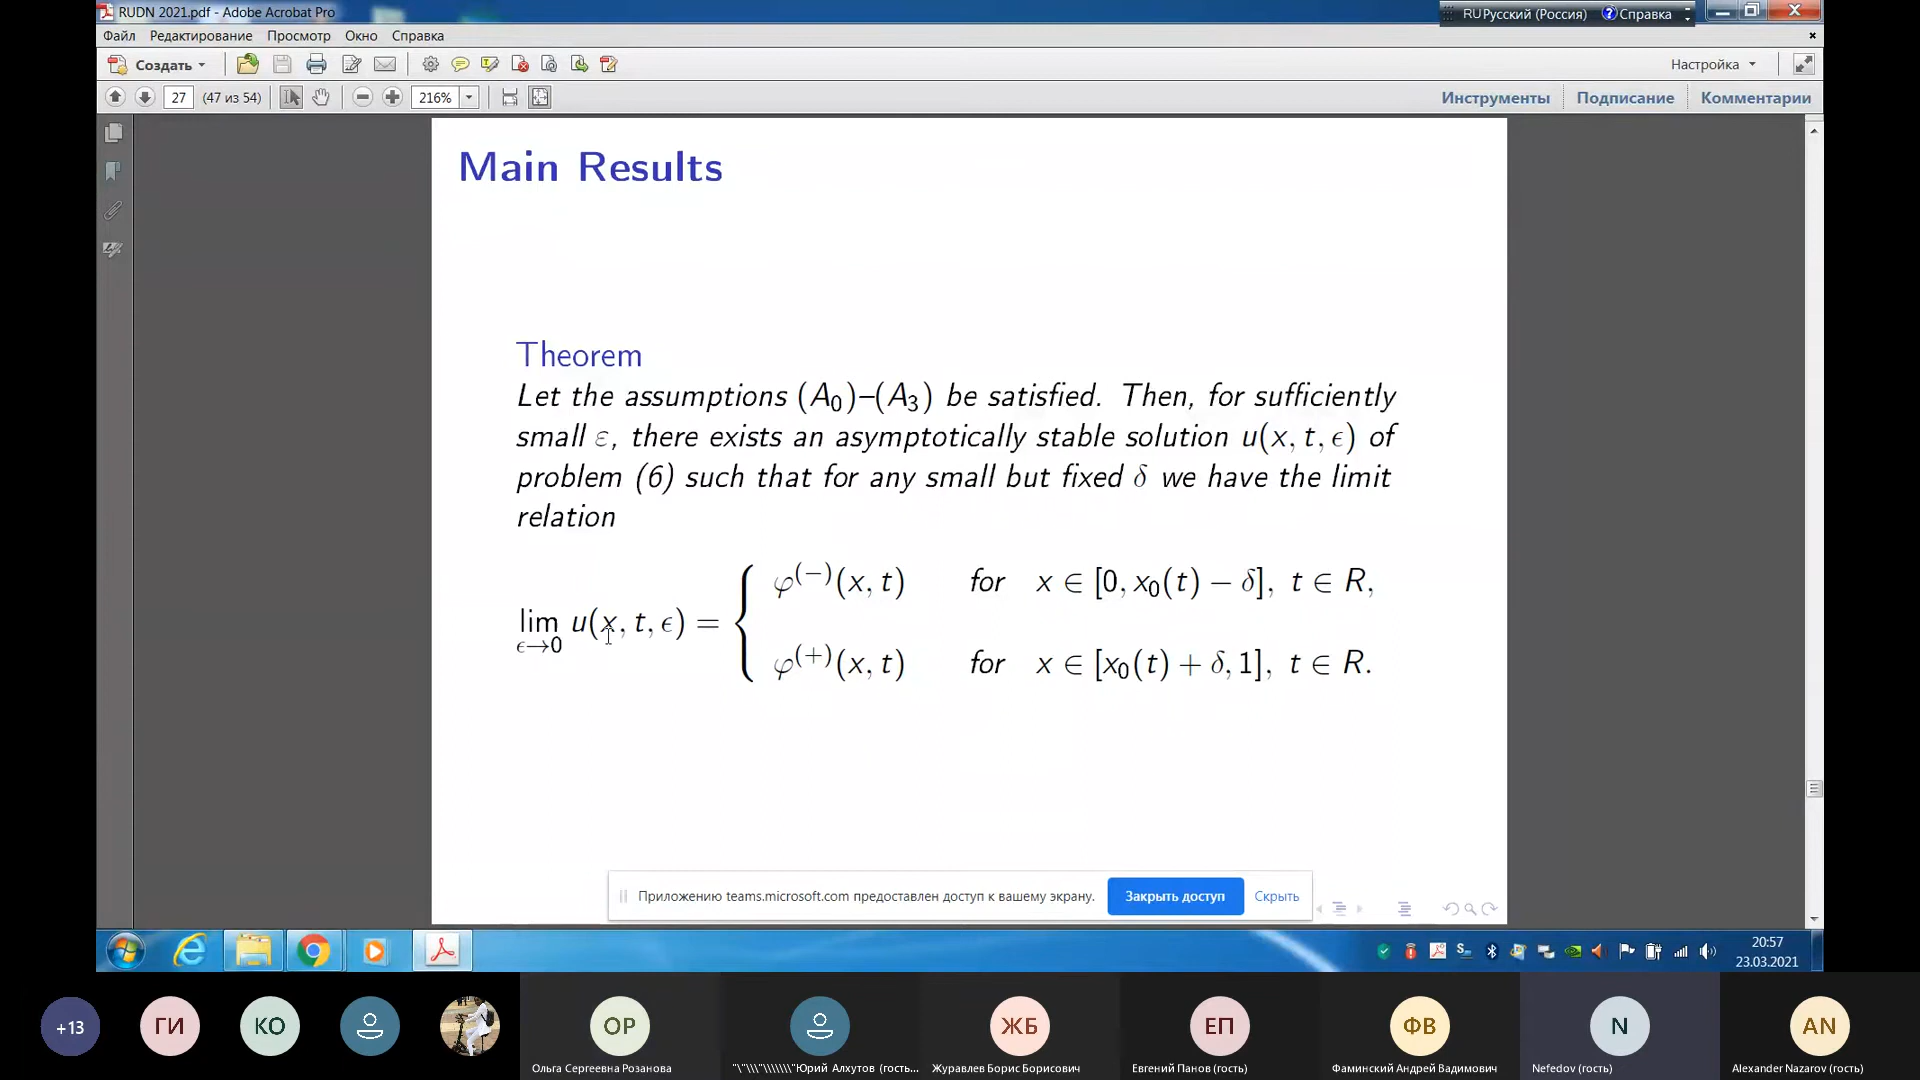 RUDN 2021.pdf - Adobe Acrobat Pro
RU Русский (Россия) Справка
Файл Редактирование Просмотр Окно Справка
Создать Настройка
27 (47 из 54) 216% Инструменты Подписание Комментарии
Main Results
Theorem
Let the assumptions (A₀)–(A₃) be satisfied. Then, for sufficiently
small ε, there exists an asymptotically stable solution u(x, t, ϵ) of
problem (6) such that for any small but fixed δ we have the limit
relation
lim u(x, t, ϵ) = {
ϵ→0
φ⁽⁻⁾(x, t) for x ∈ [0, x₀(t) − δ], t ∈ R,
φ⁽⁺⁾(x, t) for x ∈ [x₀(t) + δ, 1], t ∈ R.
Приложению teams.microsoft.com предоставлен доступ к вашему экрану. Закрыть доступ Скрыть
20:57
23.03.2021
+13 ГИ КО ОР ЖБ ЕП ФВ N AN
Ольга Сергеевна Розанова
"\"\\\"\\\\\\\"Юрий Алхутов (гость...
Журавлев Борис Борисович
Евгений Панов (гость)
Фаминский Андрей Вадимович
Nefedov (гость)
Alexander Nazarov (гость)